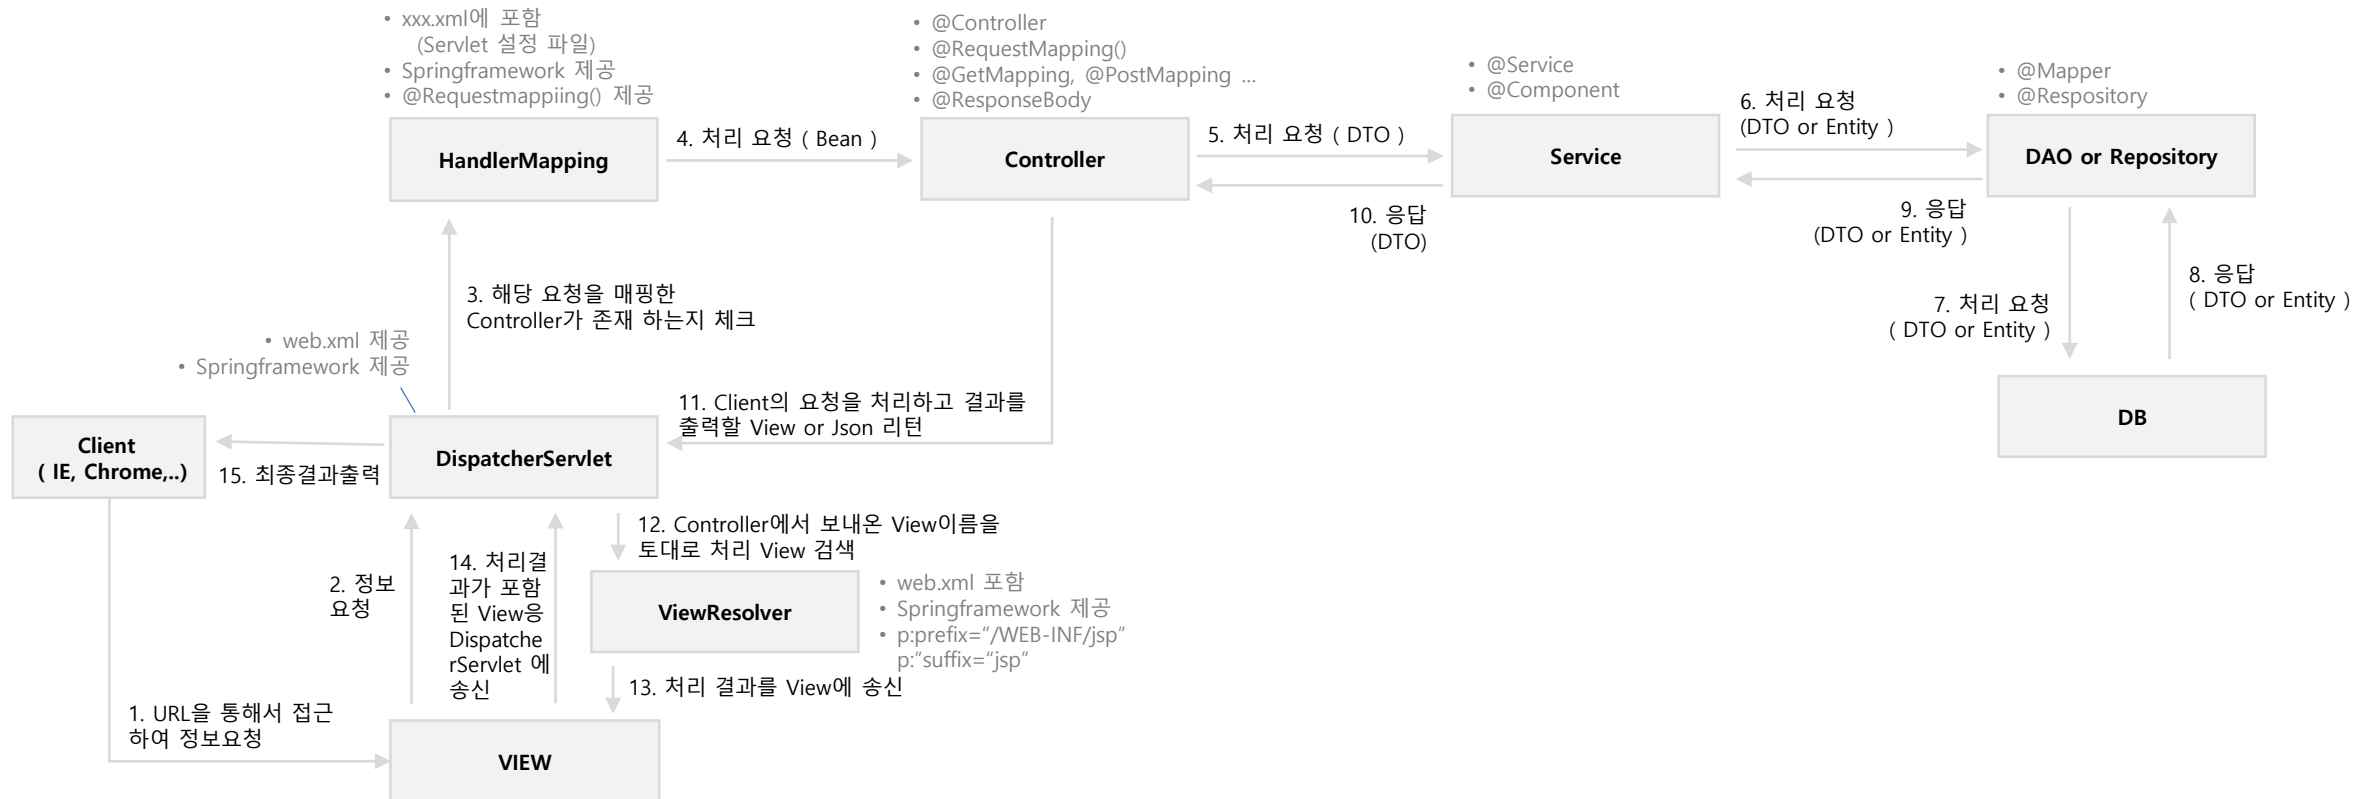 • xxx.xml에 포함
(Servlet 설정 파일)
• Springframework 제공
• @Requestmappiing() 제공
HandlerMapping
4. 처리 요청 ( Bean )
• @Controller
• @RequestMapping()
• @GetMapping, @PostMapping ...
• @ResponseBody
Controller
5. 처리 요청 ( DTO )
10. 응답
(DTO)
• @Service
• @Component
Service
6. 처리 요청
(DTO or Entity )
9. 응답
(DTO or Entity )
• @Mapper
• @Respository
DAO or Repository
7. 처리 요청
( DTO or Entity )
8. 응답
( DTO or Entity )
DB
3. 해당 요청을 매핑한
Controller가 존재 하는지 체크
• web.xml 제공
• Springframework 제공
11. Client의 요청을 처리하고 결과를
출력할 View or Json 리턴
Client
( IE, Chrome,..)
15. 최종결과출력
DispatcherServlet
12. Controller에서 보내온 View이름을
토대로 처리 View 검색
2. 정보
요청
14. 처리결
과가 포함
된 View응
Dispatche
rServlet 에
송신
ViewResolver
• web.xml 포함
• Springframework 제공
• p:prefix=“/WEB-INF/jsp”
p:”suffix=“jsp”
13. 처리 결과를 View에 송신
1. URL을 통해서 접근
하여 정보요청
VIEW